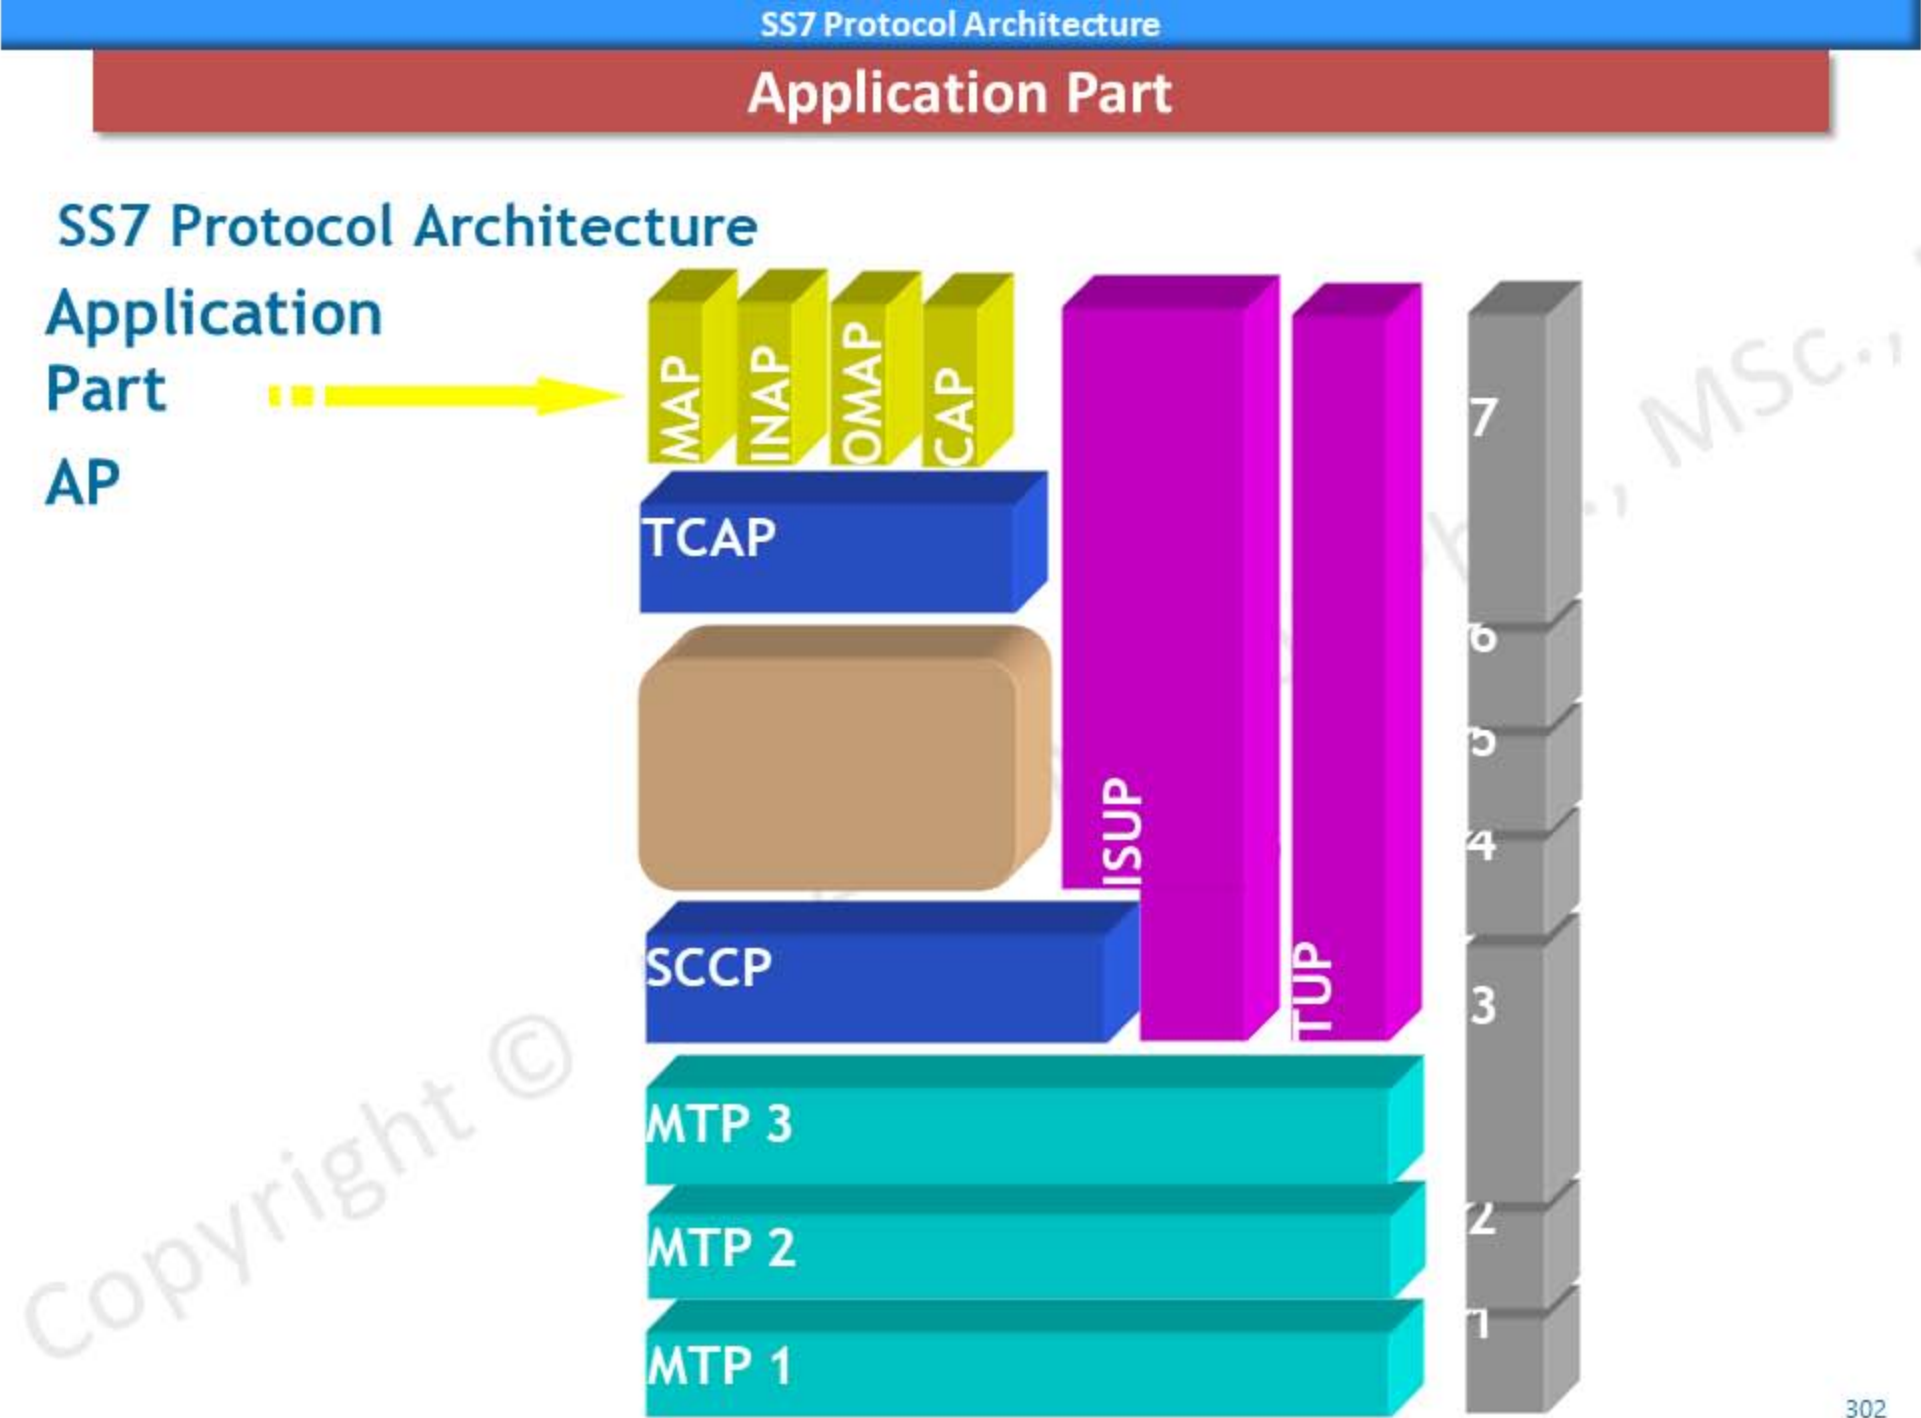 SS7 Protocol Architecture
Application Part
SS7 Protocol Architecture
Application
Part
AP
MAP
INAP
OMAP
CAP
TCAP
ISUP
SCCP
TUP
MTP 3
MTP 2
MTP 1
7
6
5
4
3
2
1
Copyright ©
MSc.,
302